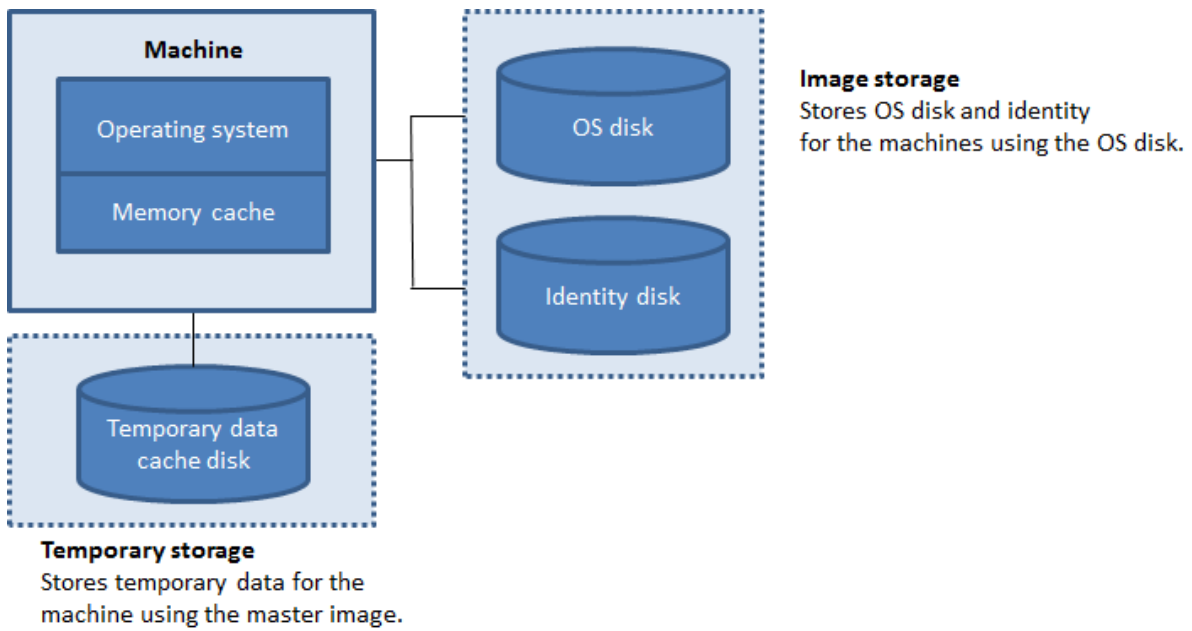 Machine
Operating system
Memory cache
OS disk
Identity disk
Image storage
Stores OS disk and identity
for the machines using the OS disk.
Temporary data
cache disk
Temporary storage
Stores temporary data for the
machine using the master image.